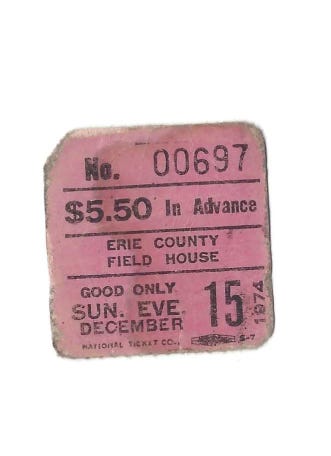 No. 00697
$5.50 In Advance
ERIE COUNTY
FIELD HOUSE
GOOD ONLY
SUN. EVE.
DECEMBER
15
1974
NATIONAL TICKET CO.
S-7